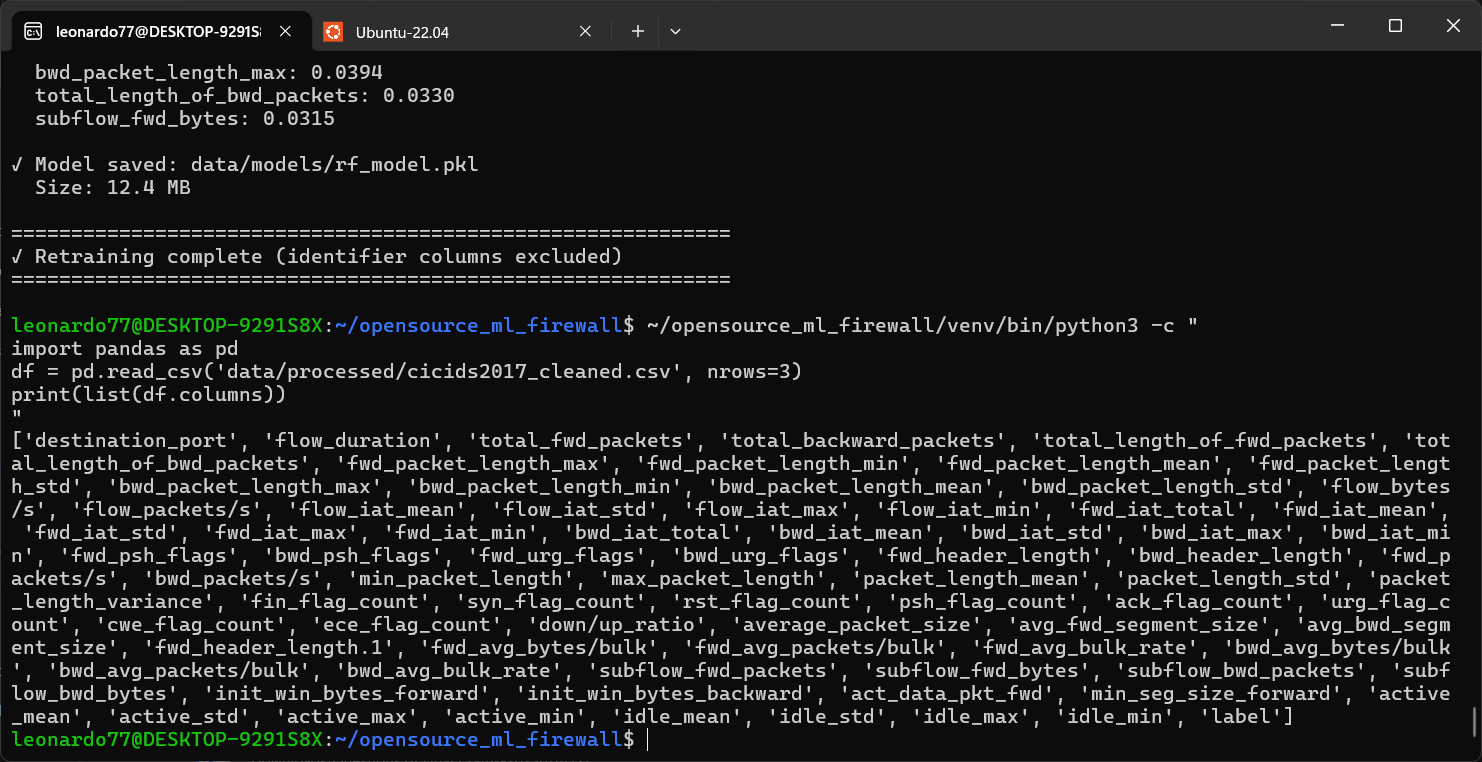 leonardo77@DESKTOP-9291S8
Ubuntu-22.04
  bwd_packet_length_max: 0.0394
  total_length_of_bwd_packets: 0.0330
  subflow_fwd_bytes: 0.0315
√ Model saved: data/models/rf_model.pkl
  Size: 12.4 MB
============================================================
√ Retraining complete (identifier columns excluded)
============================================================
leonardo77@DESKTOP-9291S8X:~/opensource_ml_firewall$ ~/opensource_ml_firewall/venv/bin/python3 -c "
import pandas as pd
df = pd.read_csv('data/processed/cicids2017_cleaned.csv', nrows=3)
print(list(df.columns))
"
['destination_port', 'flow_duration', 'total_fwd_packets', 'total_backward_packets', 'total_length_of_fwd_packets', 'tot
al_length_of_bwd_packets', 'fwd_packet_length_max', 'fwd_packet_length_min', 'fwd_packet_length_mean', 'fwd_packet_lengt
h_std', 'bwd_packet_length_max', 'bwd_packet_length_min', 'bwd_packet_length_mean', 'bwd_packet_length_std', 'flow_bytes
/s', 'flow_packets/s', 'flow_iat_mean', 'flow_iat_std', 'flow_iat_max', 'flow_iat_min', 'fwd_iat_total', 'fwd_iat_mean',
 'fwd_iat_std', 'fwd_iat_max', 'fwd_iat_min', 'bwd_iat_total', 'bwd_iat_mean', 'bwd_iat_std', 'bwd_iat_max', 'bwd_iat_mi
n', 'fwd_psh_flags', 'bwd_psh_flags', 'fwd_urg_flags', 'bwd_urg_flags', 'fwd_header_length', 'bwd_header_length', 'fwd_p
ackets/s', 'bwd_packets/s', 'min_packet_length', 'max_packet_length', 'packet_length_mean', 'packet_length_std', 'packet
_length_variance', 'fin_flag_count', 'syn_flag_count', 'rst_flag_count', 'psh_flag_count', 'ack_flag_count', 'urg_flag_c
ount', 'cwe_flag_count', 'ece_flag_count', 'down/up_ratio', 'average_packet_size', 'avg_fwd_segment_size', 'avg_bwd_segm
ent_size', 'fwd_header_length.1', 'fwd_avg_bytes/bulk', 'fwd_avg_packets/bulk', 'fwd_avg_bulk_rate', 'bwd_avg_bytes/bulk
', 'bwd_avg_packets/bulk', 'bwd_avg_bulk_rate', 'subflow_fwd_packets', 'subflow_fwd_bytes', 'subflow_bwd_packets', 'subf
low_bwd_bytes', 'init_win_bytes_forward', 'init_win_bytes_backward', 'act_data_pkt_fwd', 'min_seg_size_forward', 'active
_mean', 'active_std', 'active_max', 'active_min', 'idle_mean', 'idle_std', 'idle_max', 'idle_min', 'label']
leonardo77@DESKTOP-9291S8X:~/opensource_ml_firewall$